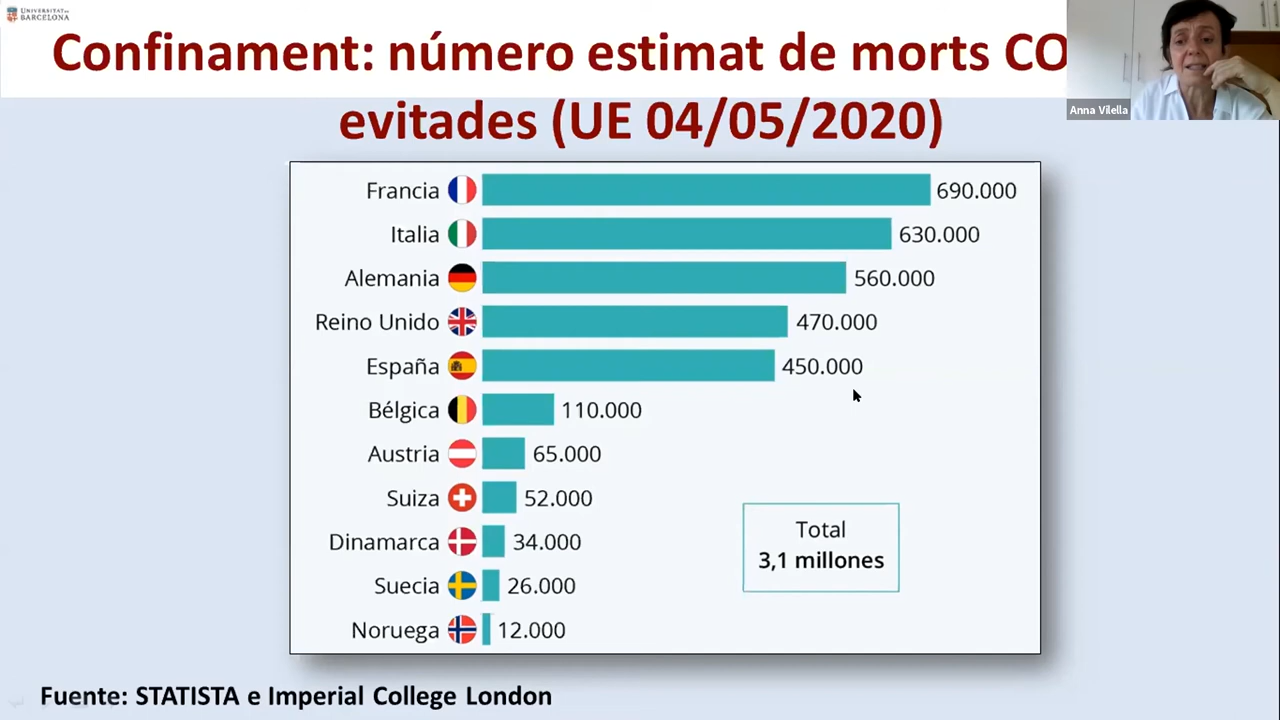 UNIVERSITAT DE
BARCELONA
Confinament: número estimat de morts CO
evitades (UE 04/05/2020)
Anna Vilella
Francia 690.000
Italia 630.000
Alemania 560.000
Reino Unido 470.000
España 450.000
Bélgica 110.000
Austria 65.000
Suiza 52.000
Dinamarca 34.000
Suecia 26.000
Noruega 12.000
Total
3,1 millones
Fuente: STATISTA e Imperial College London